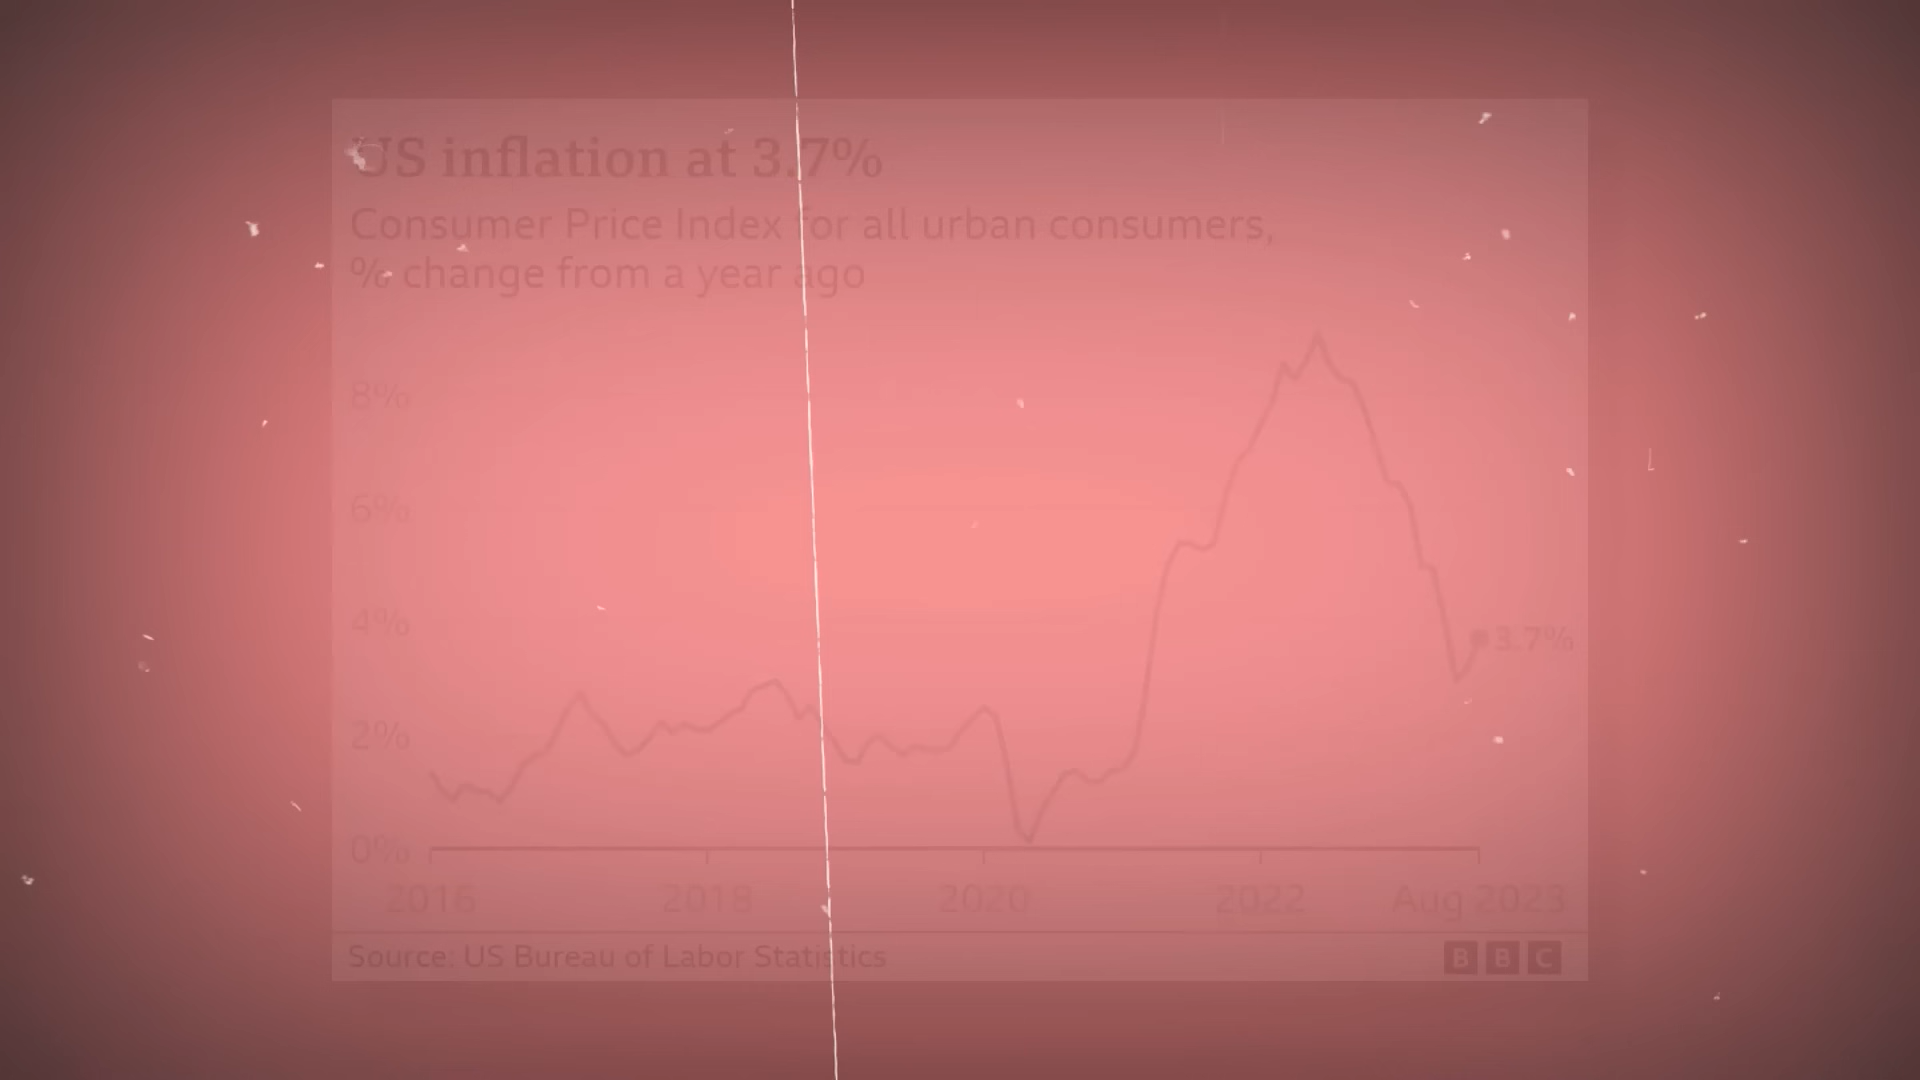 US inflation at 3.7%
Consumer Price Index for all urban consumers,
% change from a year ago
8%
6%
4%
3.7%
2%
0%
2016 2018 2020 2022 Aug 2023
Source: US Bureau of Labor Statistics
BBC